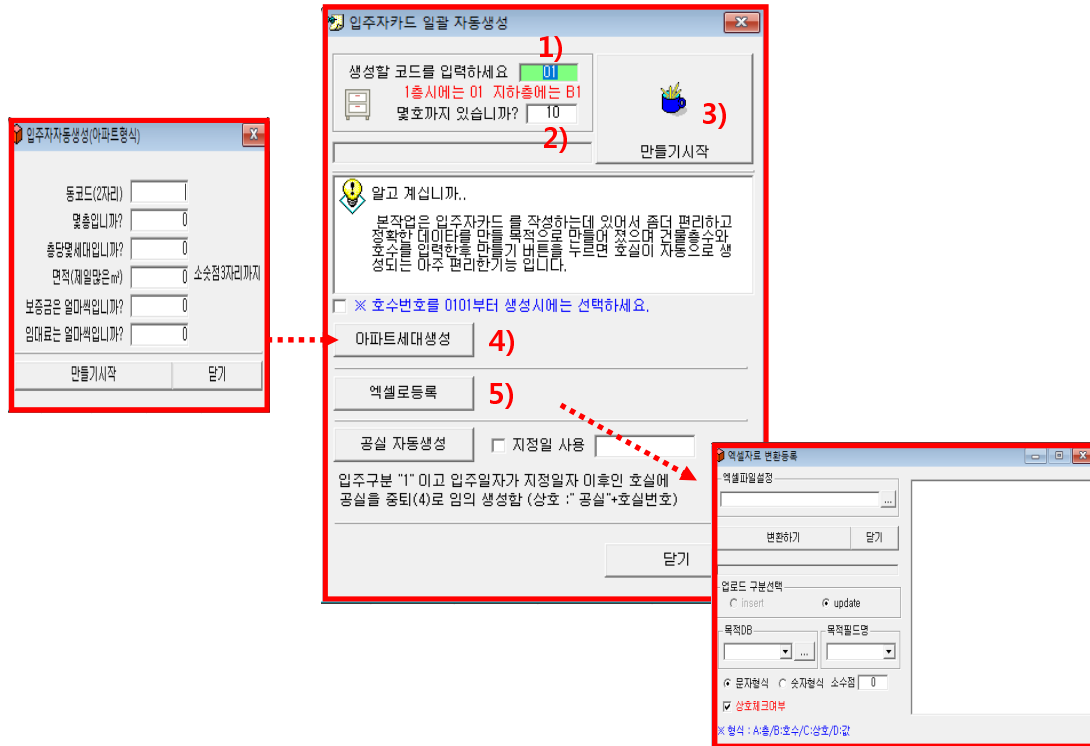 입주자카드 일괄 자동생성
1)
생성할 코드를 입력하세요 01
1층시에는 01 지하층에는 B1
몇호까지 있습니까? 10
2)
3)
만들기시작
알고 계십니까..
본작업은 입주자카드 를 작성하는데 있어서 좀더 편리하고
정확한 데이타를 만들 목적으로 만들어 졌으며 건물층수와
호수를 입력한후 만들기 버튼을 누르면 호실이 자동으로 생
성되는 아주 편리한기능 입니다.
※ 호수번호를 0101부터 생성시에는 선택하세요.
아파트세대생성
4)
엑셀로등록
5)
공실 자동생성
지정일 사용
입주구분 "1" 이고 입주일자가 지정일자 이후인 호실에
공실을 중퇴(4)로 임의 생성함 (상호 :" 공실"+호실번호)
닫기
입주자자동생성(아파트형식)
동코드(2자리)
몇층입니까? 0
층당몇세대입니까? 0
면적(제일많은㎡) 0 소숫점3자리까지
보증금은 얼마씩입니까? 0
임대료는 얼마씩입니까? 0
만들기시작 닫기
엑셀자료 변환등록
엑셀파일설정
...
변환하기 닫기
업로드 구분선택
insert update
목적DB 목적필드명
...
문자형식 숫자형식 소수점 0
상호체크여부
※ 형식 : A:층/B:호수/C:상호/D:값